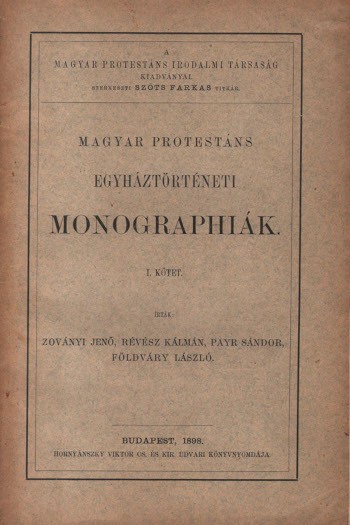 A
MAGYAR PROTESTÁNS IRODALMI TÁRSASÁG
KIADVÁNYAI.
SZERKESZTI SZŐTS FARKAS TITKÁR.
MAGYAR PROTESTÁNS
EGYHÁZTÖRTÉNETI
MONOGRAPHIÁK.
I. KÖTET.
IRTÁK
ZOVÁNYI JENŐ, RÉVÉSZ KÁLMÁN, PAYR SÁNDOR,
FÖLDVÁRY LÁSZLÓ.
BUDAPEST, 1898.
HORNYÁNSZKY VIKTOR CS. ÉS KIR. UDVARI KÖNYVNYOMDÁJA.